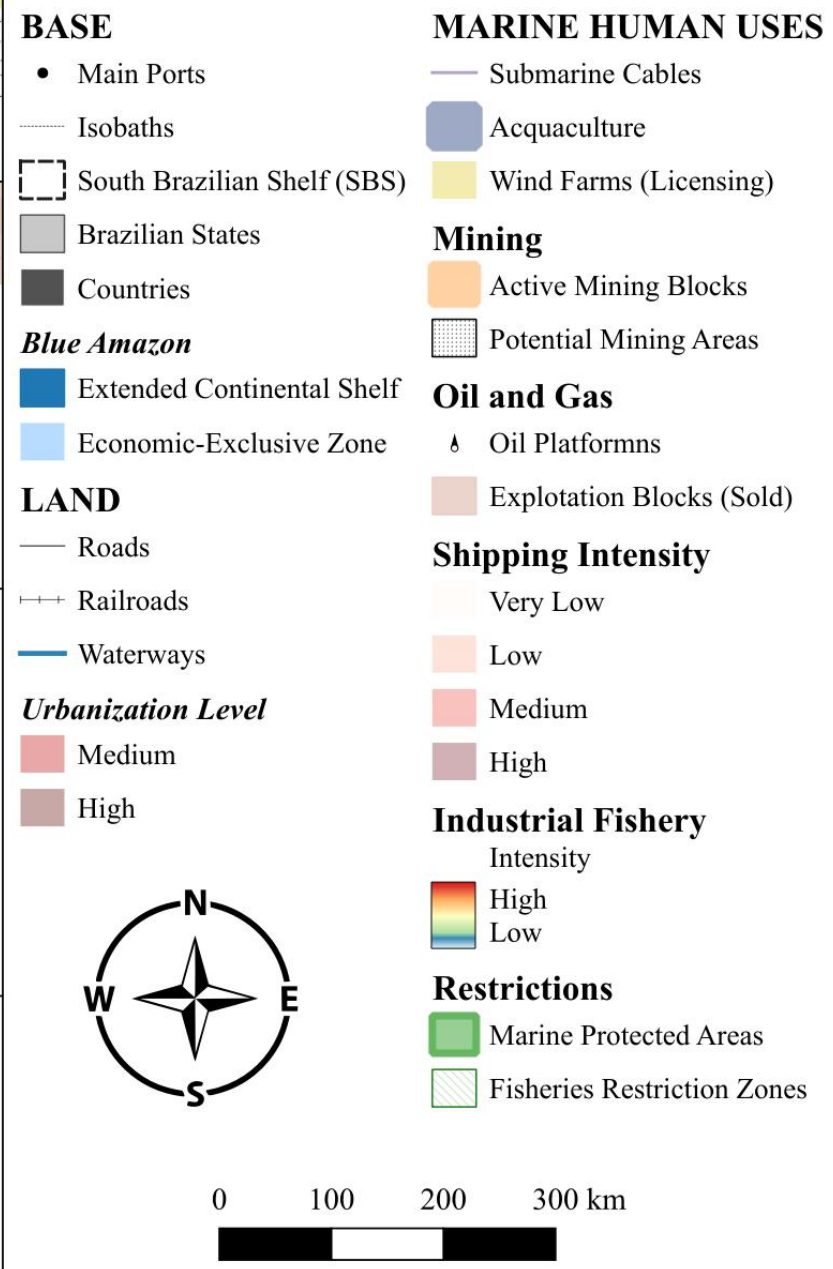 BASE
Main Ports
Isobaths
South Brazilian Shelf (SBS)
Brazilian States
Countries
Blue Amazon
Extended Continental Shelf
Economic-Exclusive Zone
LAND
Roads
Railroads
Waterways
Urbanization Level
Medium
High
N
W E
S
MARINE HUMAN USES
Submarine Cables
Acquaculture
Wind Farms (Licensing)
Mining
Active Mining Blocks
Potential Mining Areas
Oil and Gas
Oil Platformns
Explotation Blocks (Sold)
Shipping Intensity
Very Low
Low
Medium
High
Industrial Fishery
Intensity
High
Low
Restrictions
Marine Protected Areas
Fisheries Restriction Zones
0 100 200 300 km